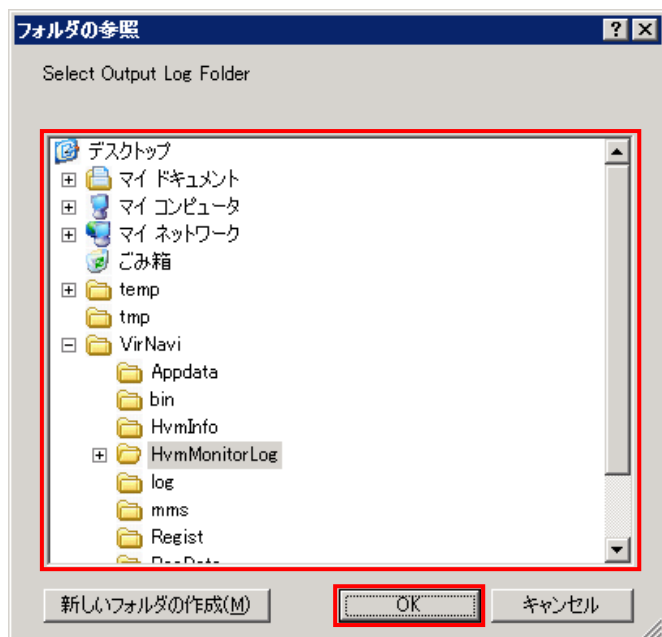 フォルダの参照
Select Output Log Folder
デスクトップ
マイ ドキュメント
マイ コンピュータ
マイ ネットワーク
ごみ箱
temp
tmp
VirNavi
Appdata
bin
HvmInfo
HvmMonitorLog
log
mms
Regist
新しいフォルダの作成(M) OK キャンセル